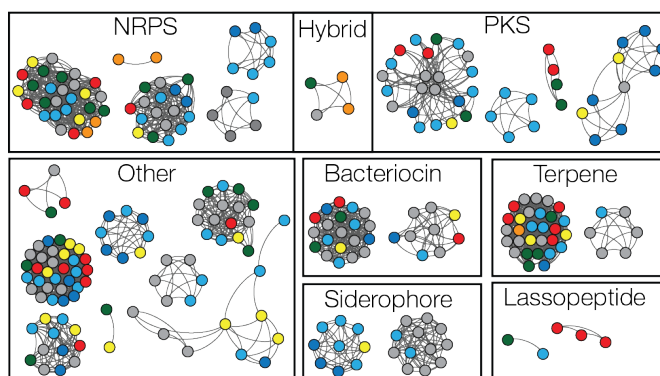 NRPS
Hybrid
PKS
Other
Bacteriocin
Terpene
Siderophore
Lassopeptide